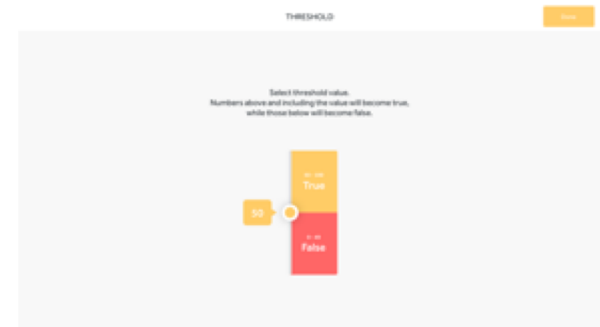 THRESHOLD
Select threshold value.
Numbers above and including the value will become true,
while those below will become false.
True
50
False